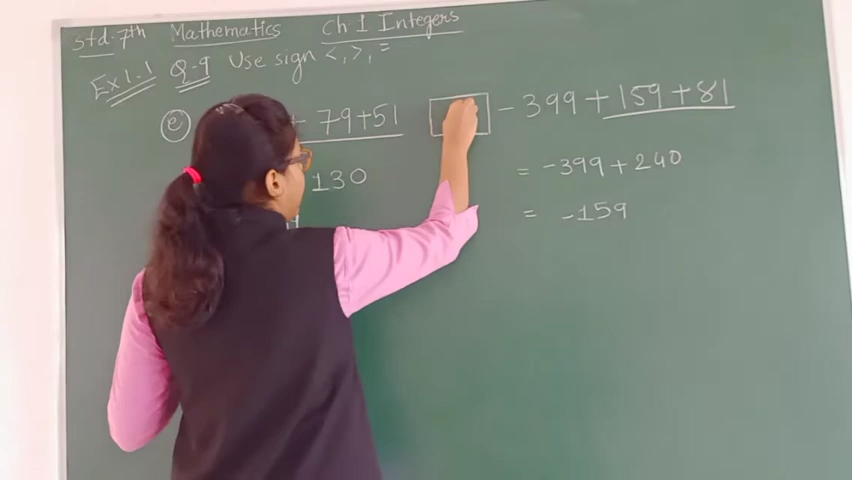 Std. 7th Mathematics Ch.1 Integers
Ex 1.1 Q-9 Use sign <, >, =
(e) + 79+51 - 399 + 159 + 81
130 = -399 + 240
= -159